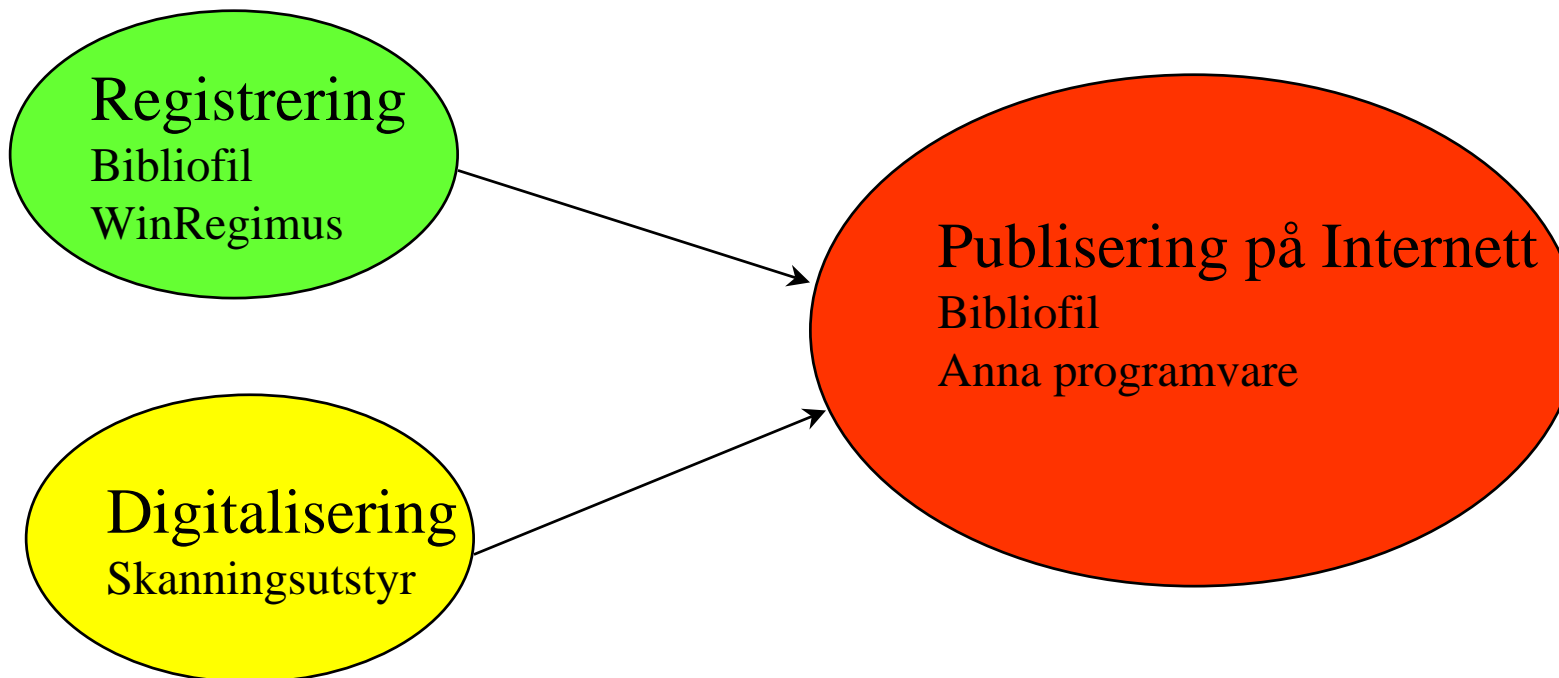 Registrering
Bibliofil
WinRegimus
Digitalisering
Skanningsutstyr
Publisering på Internett
Bibliofil
Anna programvare